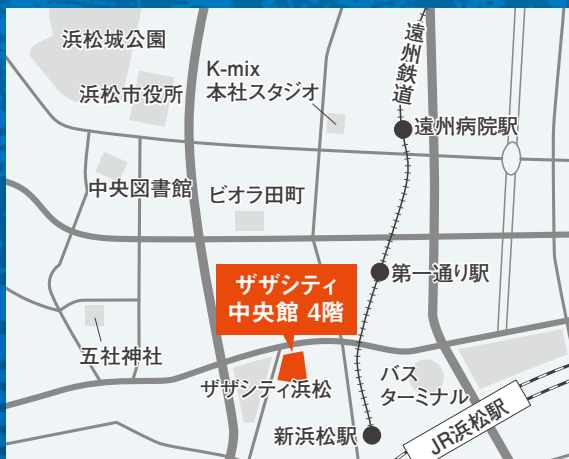 浜松城公園
浜松市役所
K-mix
本社スタジオ
遠州鉄道
遠州病院駅
中央図書館
ビオラ田町
ザザシティ
中央館 4階
第一通り駅
五社神社
ザザシティ浜松
バス
ターミナル
新浜松駅
JR浜松駅